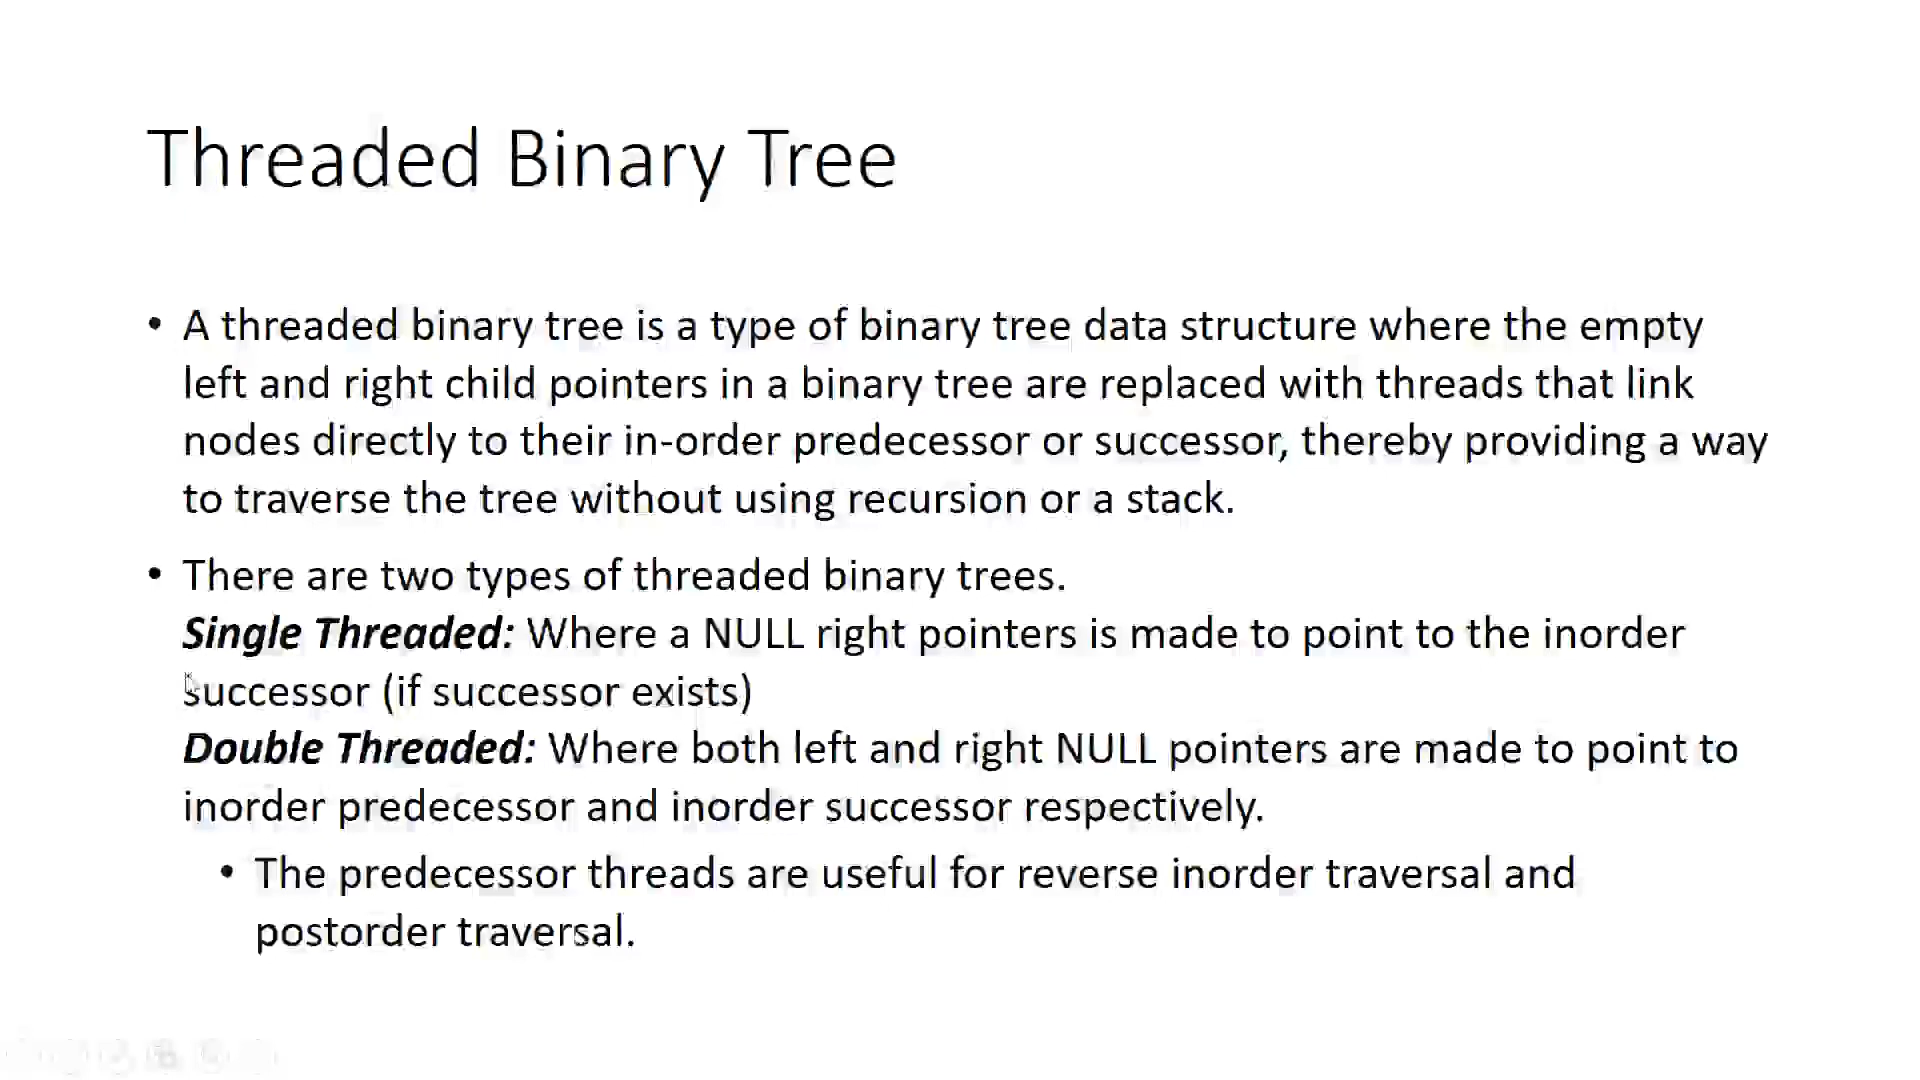 Threaded Binary Tree
• A threaded binary tree is a type of binary tree data structure where the empty
left and right child pointers in a binary tree are replaced with threads that link
nodes directly to their in-order predecessor or successor, thereby providing a way
to traverse the tree without using recursion or a stack.
• There are two types of threaded binary trees.
Single Threaded: Where a NULL right pointers is made to point to the inorder
successor (if successor exists)
Double Threaded: Where both left and right NULL pointers are made to point to
inorder predecessor and inorder successor respectively.
• The predecessor threads are useful for reverse inorder traversal and
postorder traversal.